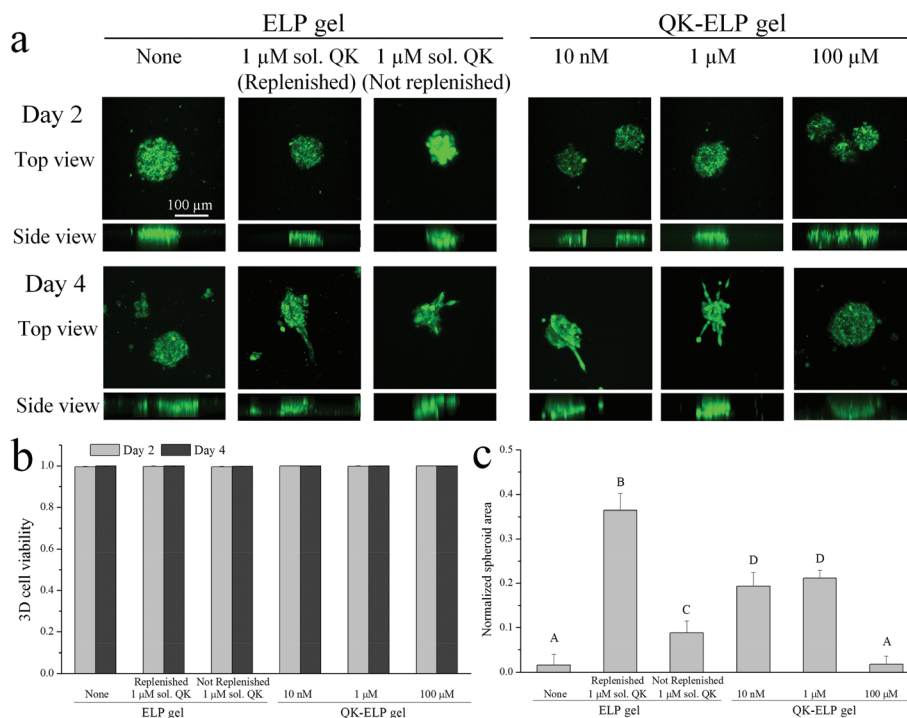 a
ELP gel
QK-ELP gel
None
1 µM sol. QK
(Replenished)
1 µM sol. QK
(Not replenished)
10 nM
1 µM
100 µM
Day 2
Top view
100 µm
Side view
Day 4
Top view
Side view
b
Day 2
Day 4
3D cell viability
1.0
0.8
0.6
0.4
0.2
0.0
None
Replenished
1 µM sol. QK
Not Replenished
1 µM sol. QK
10 nM
1 µM
100 µM
ELP gel
QK-ELP gel
c
Normalized spheroid area
0.5
0.4
0.3
0.2
0.1
0.0
A
B
C
D
D
A
None
Replenished
1 µM sol. QK
Not Replenished
1 µM sol. QK
10 nM
1 µM
100 µM
ELP gel
QK-ELP gel